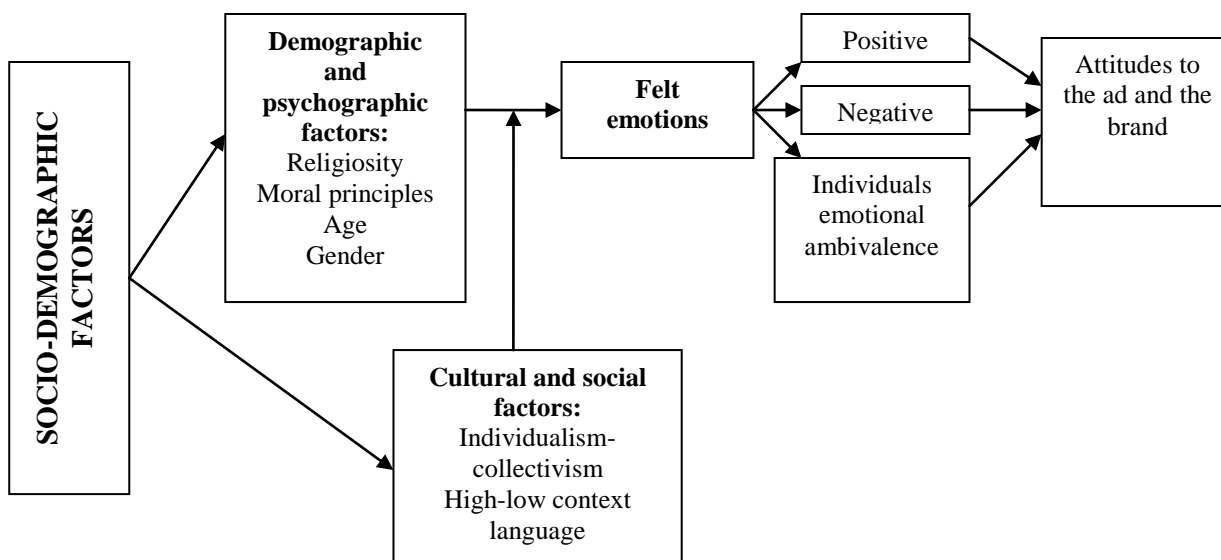 SOCIO-DEMOGRAPHIC
FACTORS
Demographic
and
psychographic
factors:
Religiosity
Moral principles
Age
Gender
Cultural and social
factors:
Individualism-
collectivism
High-low context
language
Felt
emotions
Positive
Negative
Individuals
emotional
ambivalence
Attitudes to
the ad and the
brand